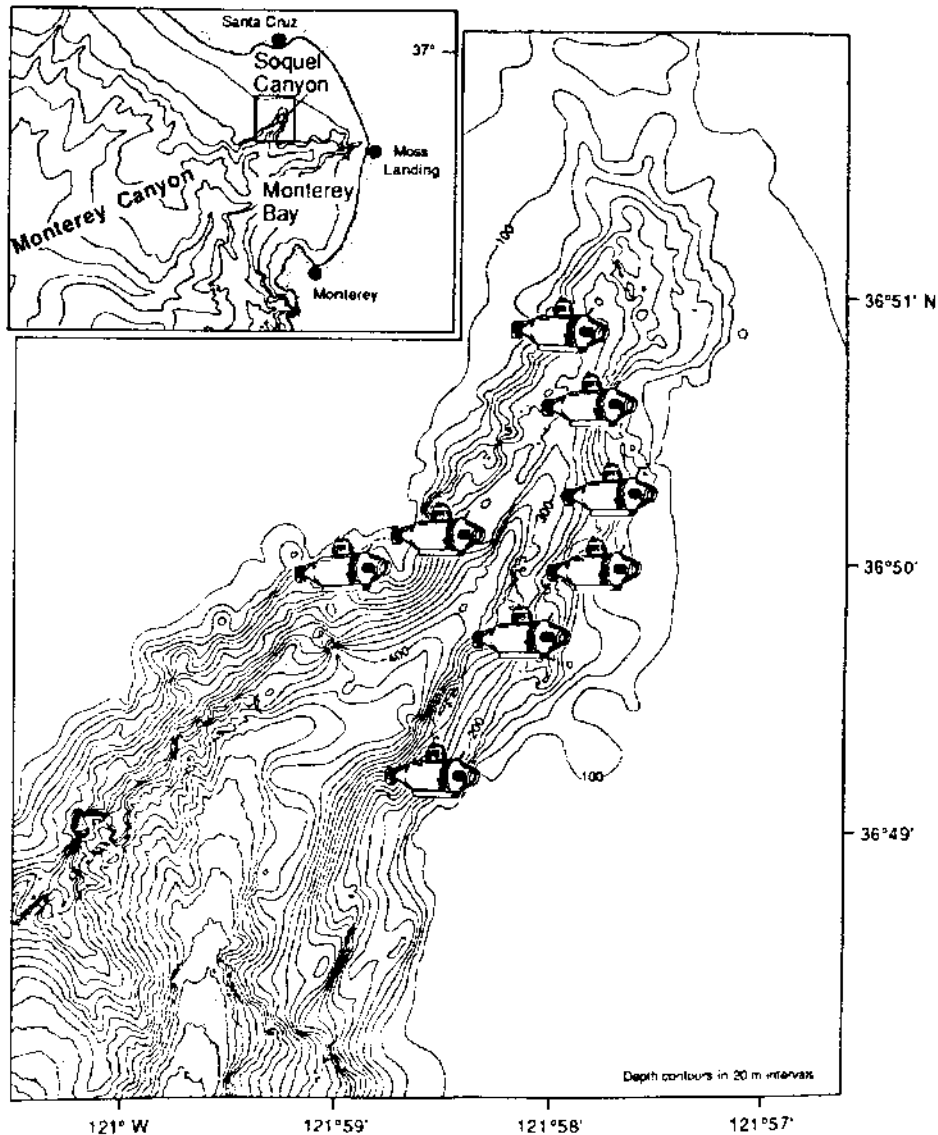 Santa Cruz
37°
Soquel
Canyon
Moss
Landing
Monterey Canyon
Monterey
Bay
Monterey
100
36°51' N
300
36°50'
400
200
100
36°49'
Depth contours in 20 m intervals
121° W
121°59'
121°58'
121°57'